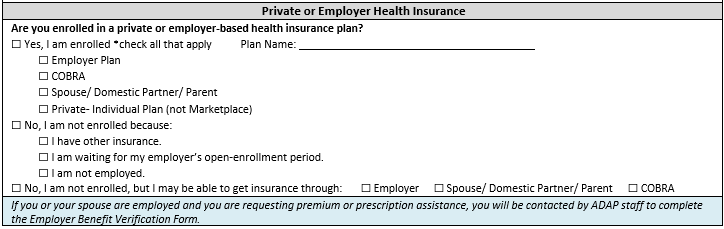 Private or Employer Health Insurance
Are you enrolled in a private or employer-based health insurance plan?
☐ Yes, I am enrolled *check all that apply Plan Name: ____________________
☐ Employer Plan
☐ COBRA
☐ Spouse/ Domestic Partner/ Parent
☐ Private- Individual Plan (not Marketplace)
☐ No, I am not enrolled because:
☐ I have other insurance.
☐ I am waiting for my employer's open-enrollment period.
☐ I am not employed.
☐ No, I am not enrolled, but I may be able to get insurance through: ☐ Employer ☐ Spouse/ Domestic Partner/ Parent ☐ COBRA
If you or your spouse are employed and you are requesting premium or prescription assistance, you will be contacted by ADAP staff to complete
the Employer Benefit Verification Form.